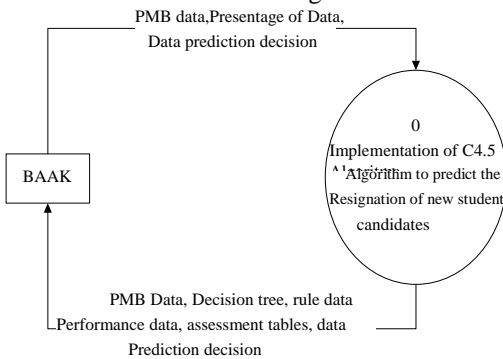 PMB data,Presentage of Data,
Data prediction decision
0
Implementation of C4.5
Algorithm to predict the
Resignation of new student
candidates
BAAK
PMB Data, Decision tree, rule data
Performance data, assessment tables, data
Prediction decision